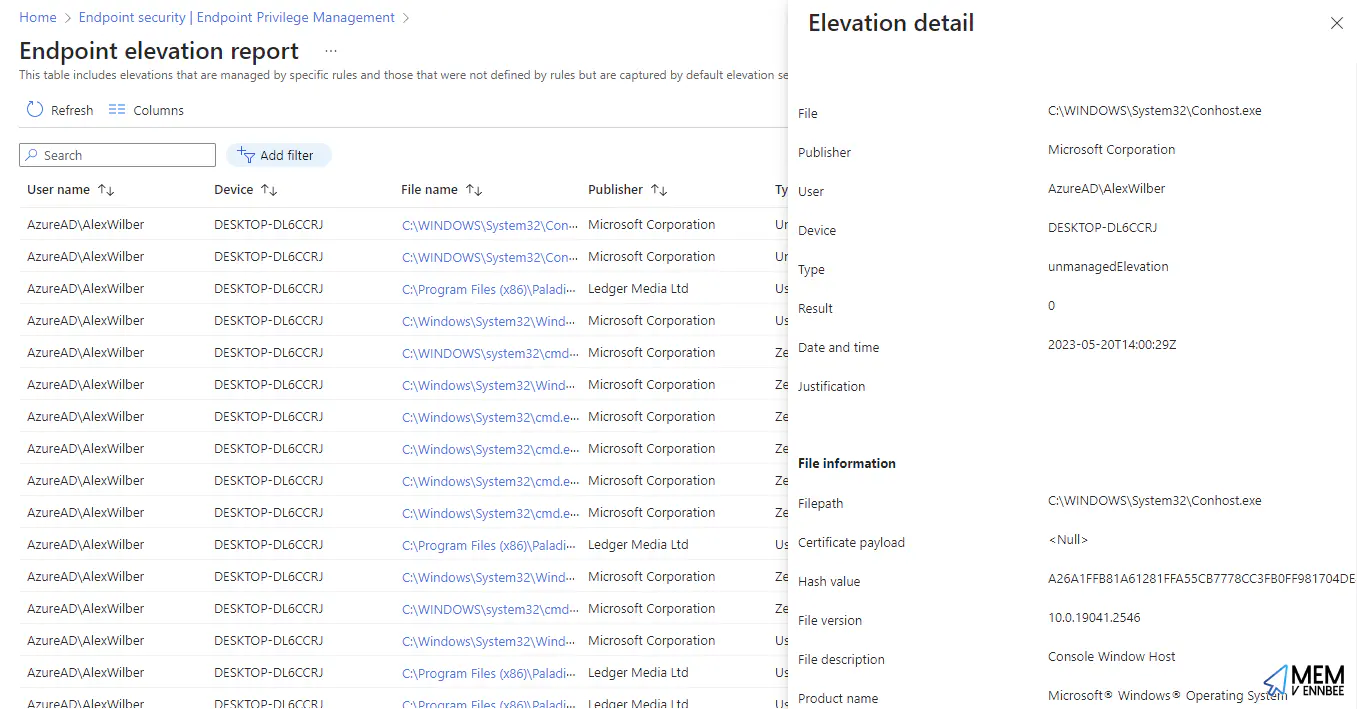 Home > Endpoint security | Endpoint Privilege Management >
Endpoint elevation report ...
This table includes elevations that are managed by specific rules and those that were not defined by rules but are captured by default elevation se
Refresh Columns
Search Add filter
User name Device File name Publisher Ty
AzureAD\AlexWilber DESKTOP-DL6CCRJ C:\WINDOWS\System32\Con... Microsoft Corporation Ur
AzureAD\AlexWilber DESKTOP-DL6CCRJ C:\WINDOWS\System32\Con... Microsoft Corporation Ur
AzureAD\AlexWilber DESKTOP-DL6CCRJ C:\Program Files (x86)\Paladi... Ledger Media Ltd Us
AzureAD\AlexWilber DESKTOP-DL6CCRJ C:\Windows\System32\Wind... Microsoft Corporation Us
AzureAD\AlexWilber DESKTOP-DL6CCRJ C:\WINDOWS\system32\cmd... Microsoft Corporation Ze
AzureAD\AlexWilber DESKTOP-DL6CCRJ C:\Windows\System32\Wind... Microsoft Corporation Ze
AzureAD\AlexWilber DESKTOP-DL6CCRJ C:\Windows\System32\cmd.e... Microsoft Corporation Ze
AzureAD\AlexWilber DESKTOP-DL6CCRJ C:\Windows\System32\cmd.e... Microsoft Corporation Ze
AzureAD\AlexWilber DESKTOP-DL6CCRJ C:\Windows\System32\cmd.e... Microsoft Corporation Ze
AzureAD\AlexWilber DESKTOP-DL6CCRJ C:\Windows\System32\cmd.e... Microsoft Corporation Ze
AzureAD\AlexWilber DESKTOP-DL6CCRJ C:\Program Files (x86)\Paladi... Ledger Media Ltd Us
AzureAD\AlexWilber DESKTOP-DL6CCRJ C:\Windows\System32\Wind... Microsoft Corporation Ze
AzureAD\AlexWilber DESKTOP-DL6CCRJ C:\WINDOWS\system32\cmd... Microsoft Corporation Ze
AzureAD\AlexWilber DESKTOP-DL6CCRJ C:\Windows\System32\Wind... Microsoft Corporation Us
AzureAD\AlexWilber DESKTOP-DL6CCRJ C:\Program Files (x86)\Paladi... Ledger Media Ltd Us
AzureAD\AlexWilber DESKTOP-DL6CCRJ C:\Program Files (x86)\Paladi... Ledger Media Ltd Us
Elevation detail
File C:\WINDOWS\System32\Conhost.exe
Publisher Microsoft Corporation
User AzureAD\AlexWilber
Device DESKTOP-DL6CCRJ
Type unmanagedElevation
Result 0
Date and time 2023-05-20T14:00:29Z
Justification
File information
Filepath C:\WINDOWS\System32\Conhost.exe
Certificate payload <Null>
Hash value A26A1FFB81A61281FFA55CB7778CC3FB0FF981704DE
File version 10.0.19041.2546
File description Console Window Host
Product name Microsoft® Windows® Operating System
MEM
V ENNBEE